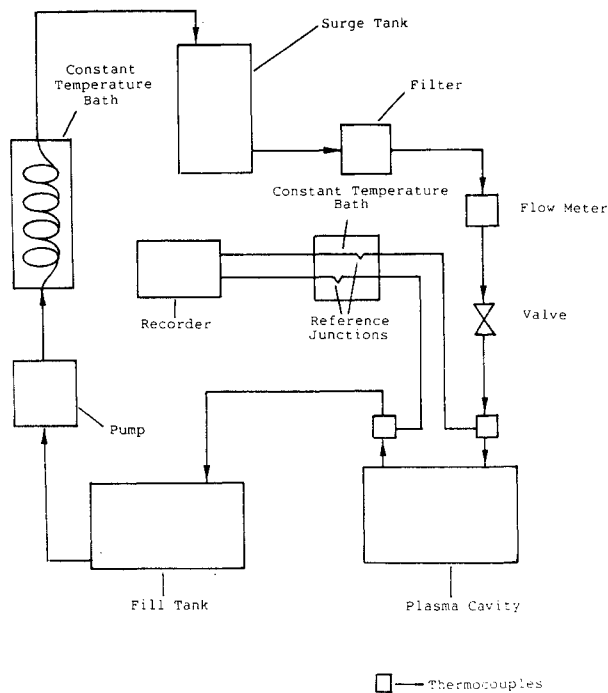 Surge Tank
Constant
Temperature
Bath
Filter
Constant Temperature
Bath
Flow Meter
Recorder
Reference
Junctions
Valve
Pump
Fill Tank
Plasma Cavity
Thermocouples